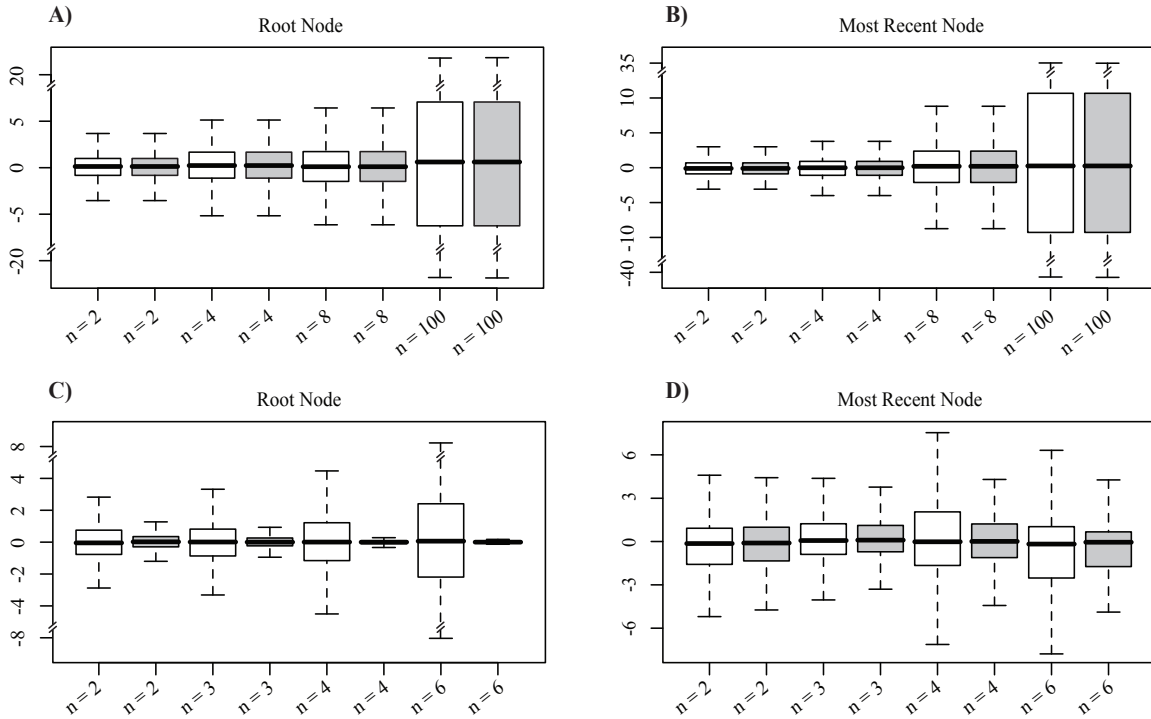 A)
Root Node
20
5
0
-5
-20
n = 2
n = 2
n = 4
n = 4
n = 8
n = 8
n = 100
n = 100
B)
Most Recent Node
35
10
5
0
-5
-10
-40
n = 2
n = 2
n = 4
n = 4
n = 8
n = 8
n = 100
n = 100
C)
Root Node
8
4
2
0
-2
-4
-8
n = 2
n = 2
n = 3
n = 3
n = 4
n = 4
n = 6
n = 6
D)
Most Recent Node
6
3
0
-3
-6
n = 2
n = 2
n = 3
n = 3
n = 4
n = 4
n = 6
n = 6